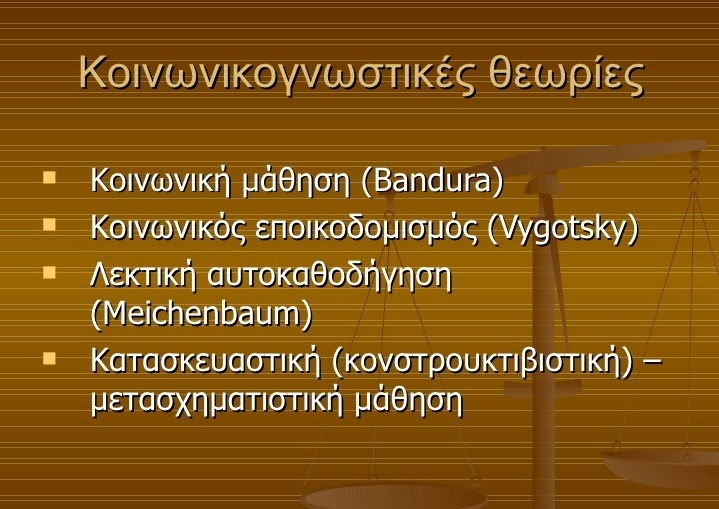 Κοινωνικογνωστικές θεωρίες
Κοινωνική μάθηση (Bandura)
Κοινωνικός εποικοδομισμός (Vygotsky)
Λεκτική αυτοκαθοδήγηση
(Meichenbaum)
Κατασκευαστική (κονστρουκτιβιστική) –
μετασχηματιστική μάθηση